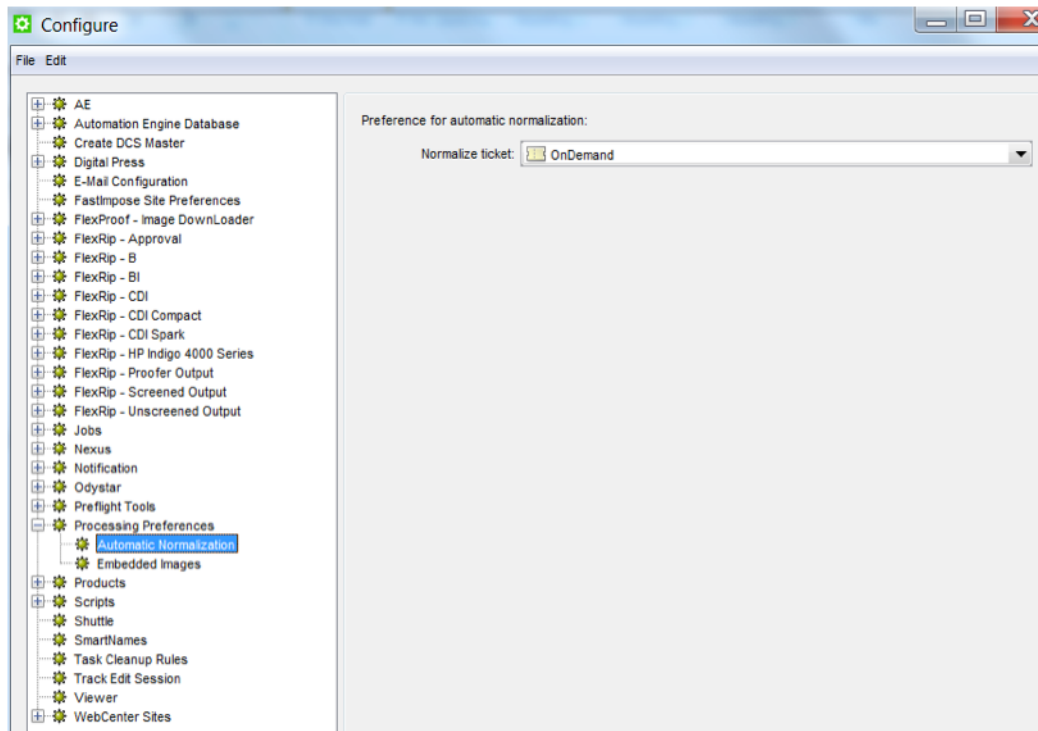 Configure
File Edit
AE
Automation Engine Database
Create DCS Master
Digital Press
E-Mail Configuration
FastImpose Site Preferences
FlexProof - Image DownLoader
FlexRip - Approval
FlexRip - B
FlexRip - BI
FlexRip - CDI
FlexRip - CDI Compact
FlexRip - CDI Spark
FlexRip - HP Indigo 4000 Series
FlexRip - Proofer Output
FlexRip - Screened Output
FlexRip - Unscreened Output
Jobs
Nexus
Notification
Odystar
Preflight Tools
Processing Preferences
Automatic Normalization
Embedded Images
Products
Scripts
Shuttle
SmartNames
Task Cleanup Rules
Track Edit Session
Viewer
WebCenter Sites
Preference for automatic normalization:
Normalize ticket: OnDemand